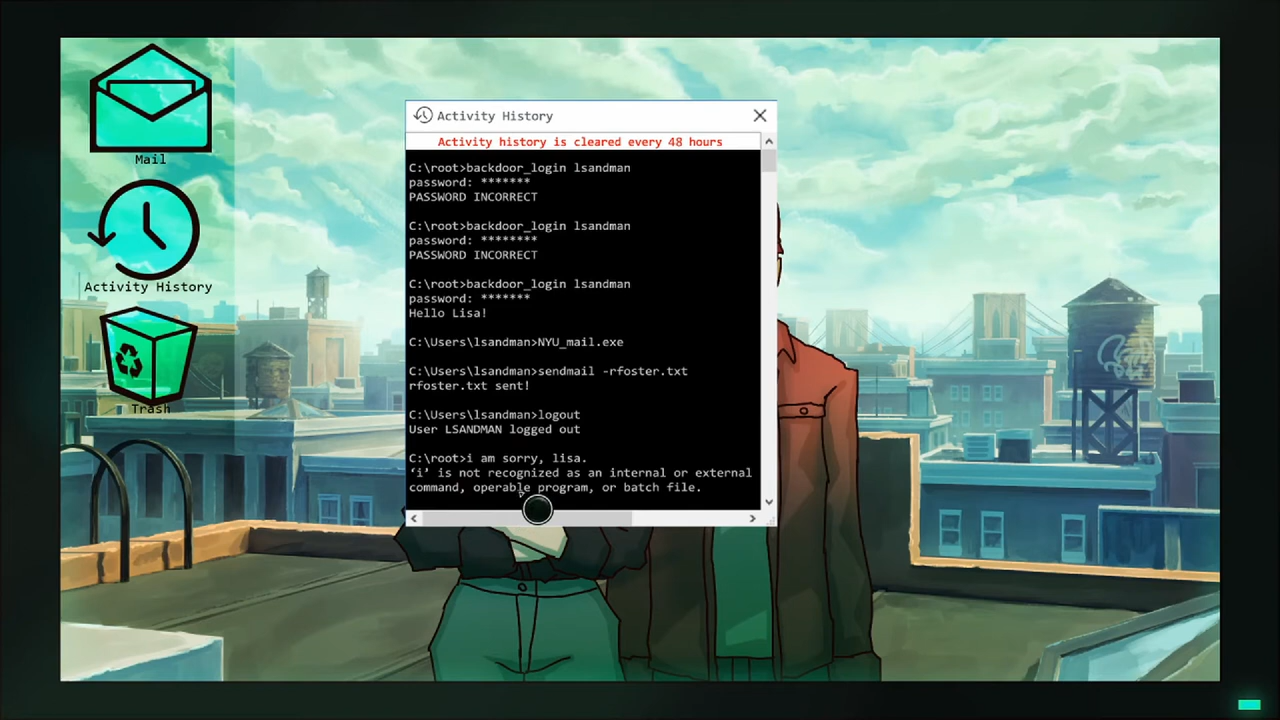 Mail
Activity History
Trash
Activity History
Activity history is cleared every 48 hours
C:\root>backdoor_login lsandman
password: *******
PASSWORD INCORRECT
C:\root>backdoor_login lsandman
password: ********
PASSWORD INCORRECT
C:\root>backdoor_login lsandman
password: *******
Hello Lisa!
C:\Users\lsandman>NYU_mail.exe
C:\Users\lsandman>sendmail -rfoster.txt
rfoster.txt sent!
C:\Users\lsandman>logout
User LSANDMAN logged out
C:\root>i am sorry, lisa.
‘i’ is not recognized as an internal or external
command, operable program, or batch file.